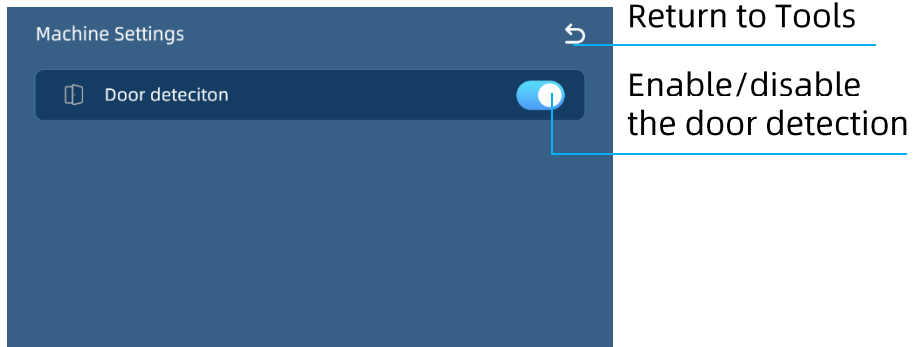 Machine Settings
Return to Tools
Door deteciton
Enable/disable
the door detection